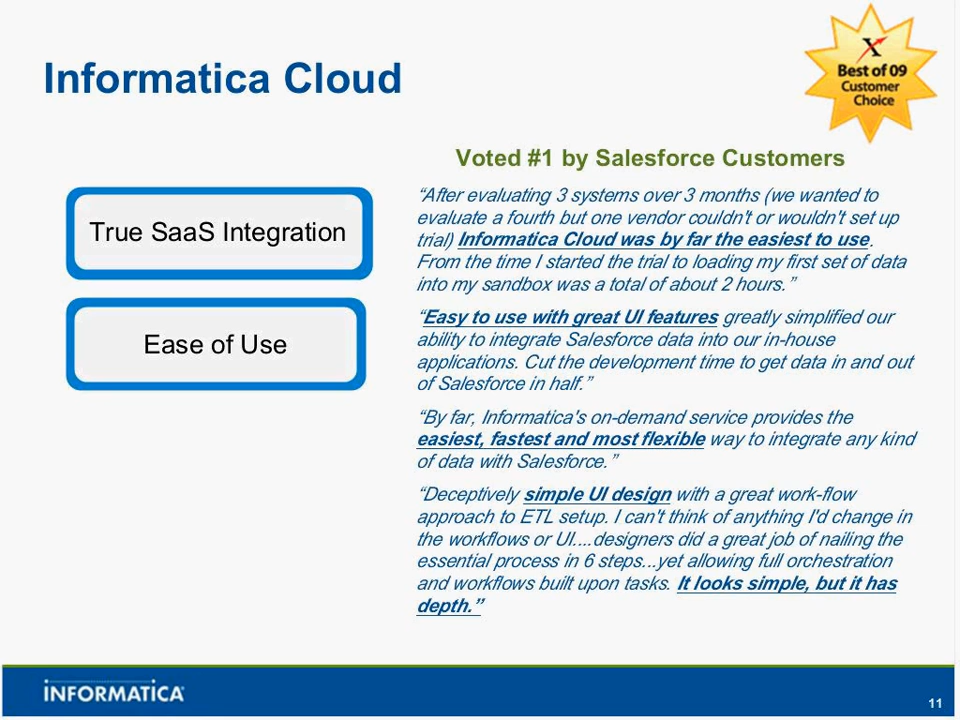 Informatica Cloud
X
Best of 09
Customer
Choice
Voted #1 by Salesforce Customers
True SaaS Integration
Ease of Use
“After evaluating 3 systems over 3 months (we wanted to
evaluate a fourth but one vendor couldn't or wouldn't set up
trial) Informatica Cloud was by far the easiest to use.
From the time I started the trial to loading my first set of data
into my sandbox was a total of about 2 hours.”
“Easy to use with great UI features greatly simplified our
ability to integrate Salesforce data into our in-house
applications. Cut the development time to get data in and out
of Salesforce in half.”
“By far, Informatica's on-demand service provides the
easiest, fastest and most flexible way to integrate any kind
of data with Salesforce.”
“Deceptively simple UI design with a great work-flow
approach to ETL setup. I can't think of anything I'd change in
the workflows or UI....designers did a great job of nailing the
essential process in 6 steps...yet allowing full orchestration
and workflows built upon tasks. It looks simple, but it has
depth.”
INFORMATICA
11